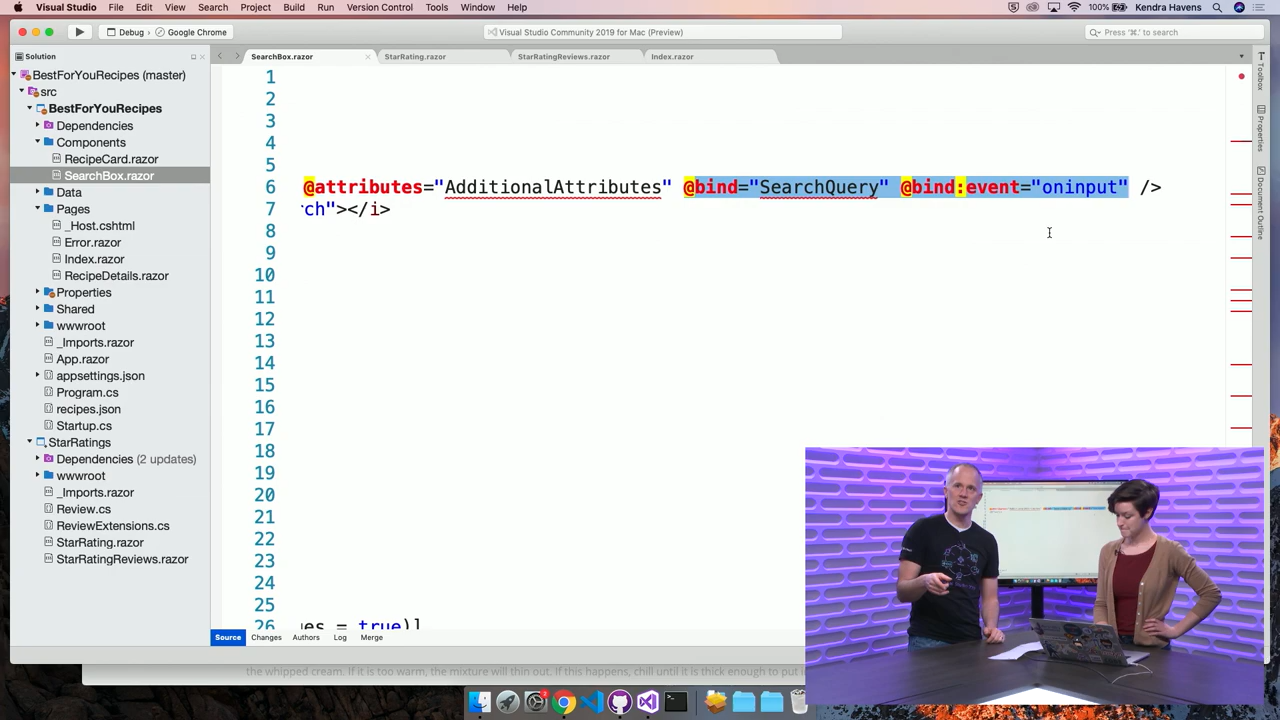 Visual Studio File Edit View Search Project Build Run Version Control Tools Window Help 100% Kendra Havens
Debug › Google Chrome
Visual Studio Community 2019 for Mac (Preview)
Press '⌘.' to search
Solution
SearchBox.razor StarRating.razor StarRatingReviews.razor Index.razor
BestForYouRecipes (master)
src
BestForYouRecipes
Dependencies
Components
RecipeCard.razor
SearchBox.razor
Data
Pages
_Host.cshtml
Error.razor
Index.razor
RecipeDetails.razor
Properties
Shared
wwwroot
_Imports.razor
App.razor
appsettings.json
Program.cs
recipes.json
Startup.cs
StarRatings
Dependencies (2 updates)
wwwroot
_Imports.razor
Review.cs
ReviewExtensions.cs
StarRating.razor
StarRatingReviews.razor
1
2
3
4
5
6 @attributes="AdditionalAttributes" @bind="SearchQuery" @bind:event="oninput" />
7 rch"></i>
8
9
10
11
12
13
14
15
16
17
18
19
20
21
22
23
24
25
26 es = true)]
Toolbox
Properties
Document Outline
Source Changes Authors Log Merge
the whipped cream. If it is too warm, the mixture will thin out. If this happens, chill until it is thick enough to put i